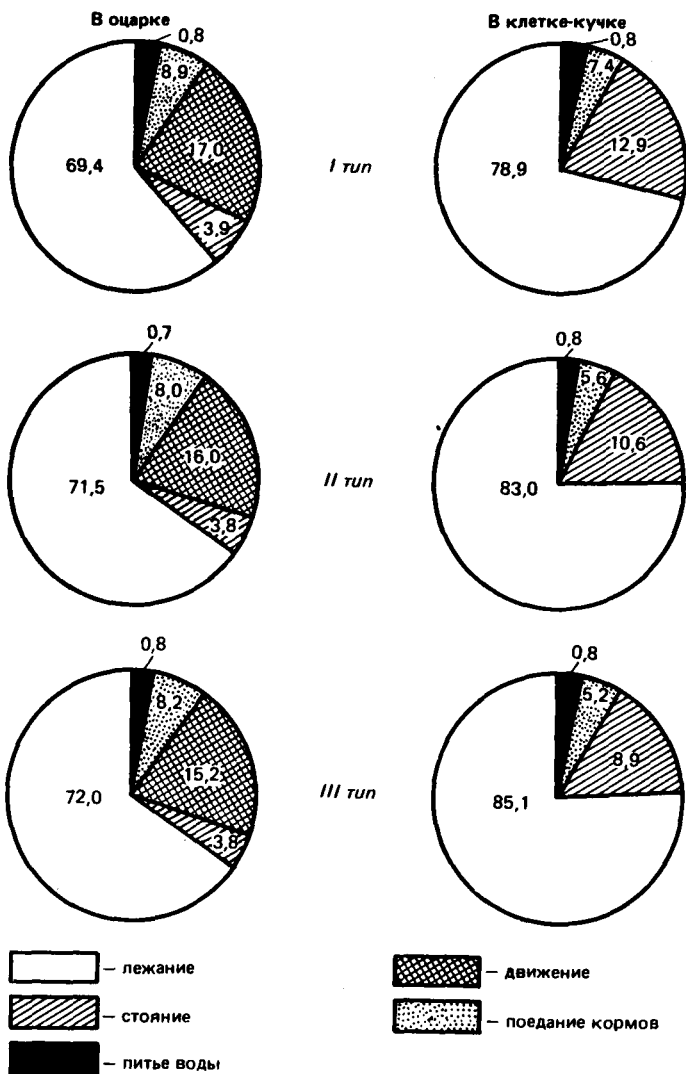 В оцарке
В клетке-кучке
0,8
8,9
17,0
3,9
69,4
I тип
0,8
7,4
12,9
78,9
0,7
8,0
16,0
3,8
71,5
II тип
0,8
5,6
10,6
83,0
0,8
8,2
15,2
3,8
72,0
III тип
0,8
5,2
8,9
85,1
– лежание
– стояние
– питье воды
– движение
– поедание кормов